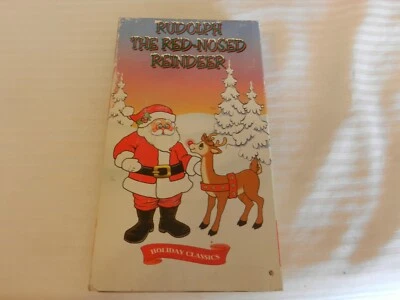 RUDOLPH
THE RED-NOSED
REINDEER
HOLIDAY CLASSICS